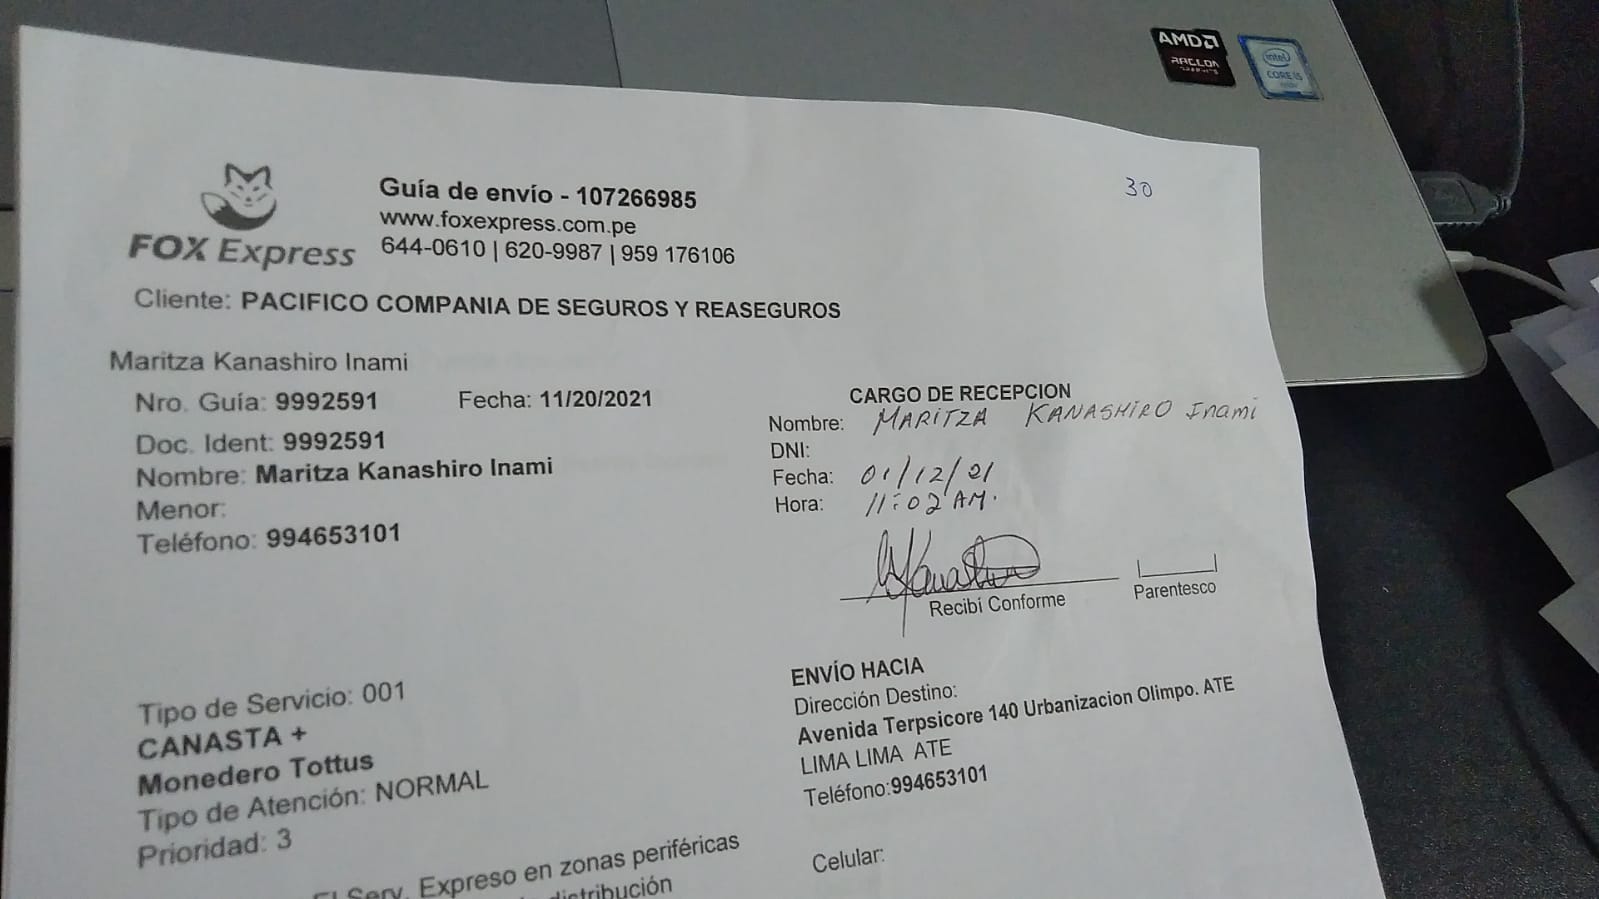 AMD
intel
CORE i5
30
FOX Express
Guía de envío - 107266985
www.foxexpress.com.pe
644-0610 | 620-9987 | 959 176106
Cliente: PACIFICO COMPANIA DE SEGUROS Y REASEGUROS
Maritza Kanashiro Inami
Nro. Guía: 9992591 Fecha: 11/20/2021
Doc. Ident: 9992591
Nombre: Maritza Kanashiro Inami
Menor:
Teléfono: 994653101
CARGO DE RECEPCION
Nombre: MARITZA KANASHIRO Inami
DNI:
Fecha: 01/12/21
Hora: 11:02 AM.
Recibí Conforme
Parentesco
Tipo de Servicio: 001
CANASTA +
Monedero Tottus
Tipo de Atención: NORMAL
Prioridad: 3
ENVÍO HACIA
Dirección Destino:
Avenida Terpsicore 140 Urbanizacion Olimpo. ATE
LIMA LIMA ATE
Teléfono:994653101
Celular:
El Serv. Expreso en zonas periféricas
distribución